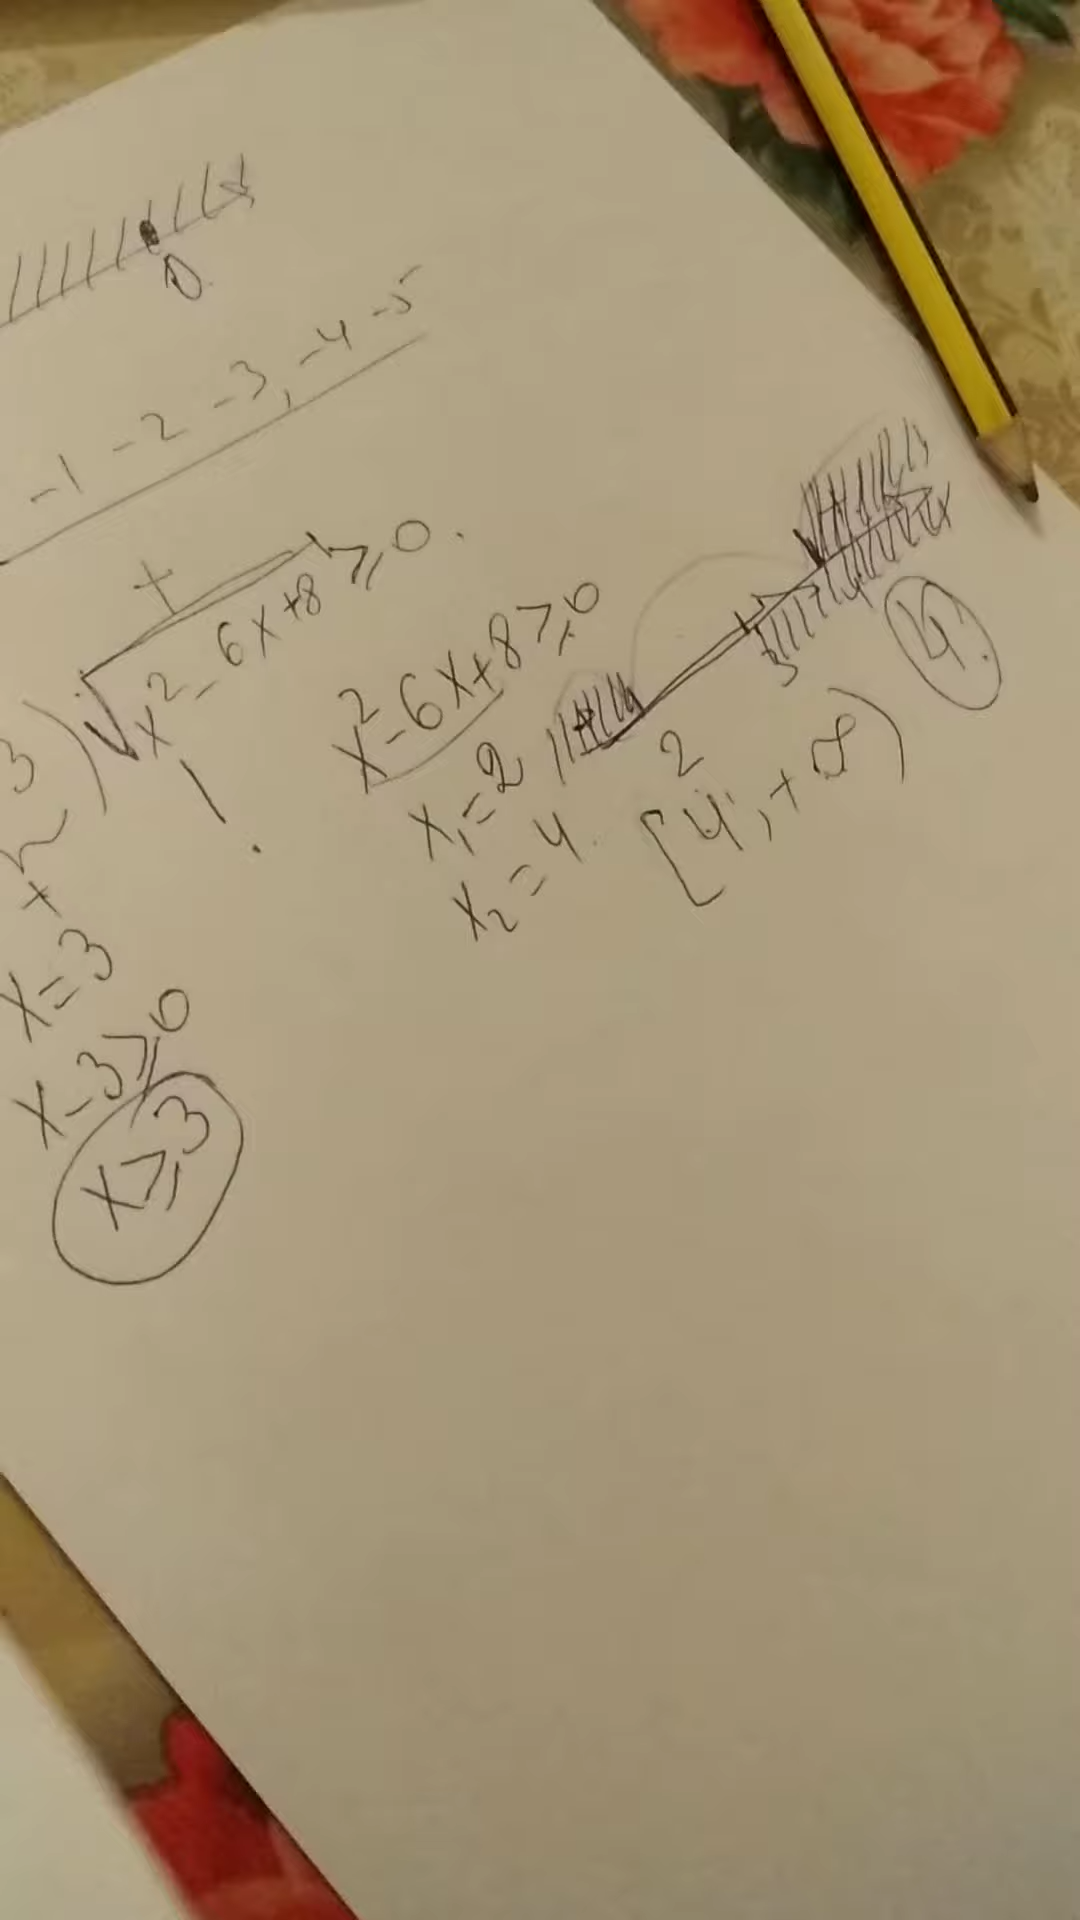 0
-1 -2 -3, -4 -5
3) √x²-6x+8 ≥ 0.
+
x²-6x+8 ≥ 0
x₁=2
x₂=4.
2 3 4 x
[4; +∞)
4.
x=3
x-3≥0
x≥3